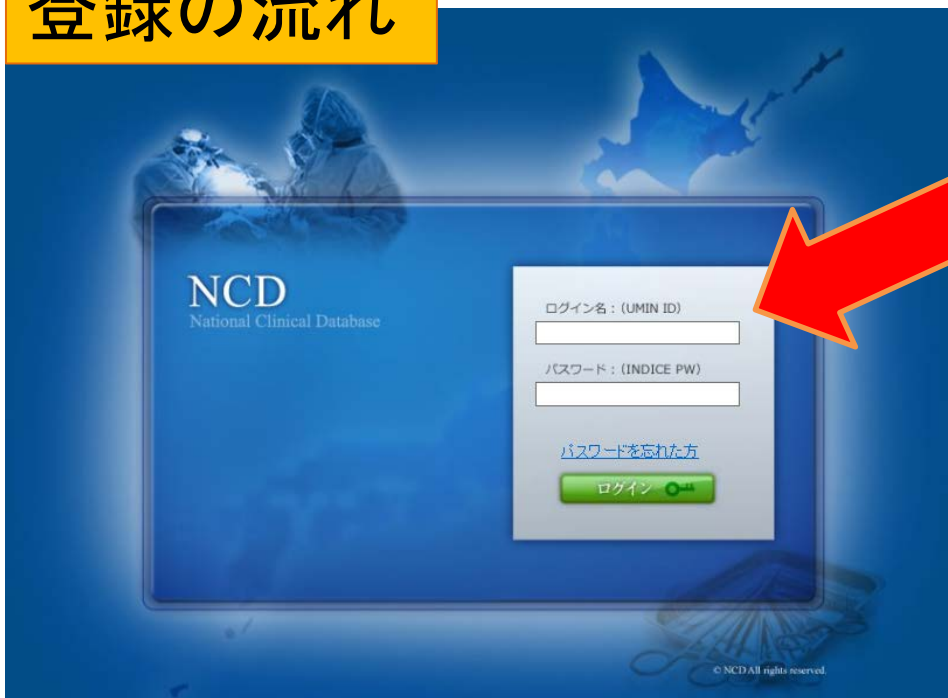 登録の流れ
NCD
National Clinical Database
ログイン名：（UMIN ID）
パスワード：（INDICE PW）
パスワードを忘れた方
ログイン
© NCD All rights reserved.